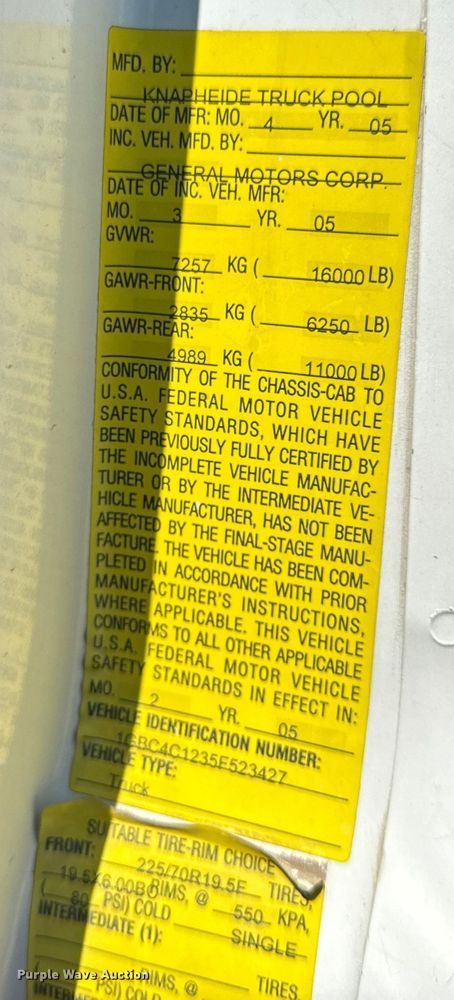 MFD. BY:
KNAPHEIDE TRUCK POOL
DATE OF MFR: MO. 4 YR. 05
INC. VEH. MFD. BY:
GENERAL MOTORS CORP.
DATE OF INC. VEH. MFR:
MO. 3 YR. 05
GVWR:
7257 KG ( 16000 LB)
GAWR-FRONT:
2835 KG ( 6250 LB)
GAWR-REAR:
4989 KG ( 11000 LB)
CONFORMITY OF THE CHASSIS-CAB TO
U.S.A. FEDERAL MOTOR VEHICLE
SAFETY STANDARDS, WHICH HAVE
BEEN PREVIOUSLY FULLY CERTIFIED BY
THE INCOMPLETE VEHICLE MANUFAC-
TURER OR BY THE INTERMEDIATE VE-
HICLE MANUFACTURER, HAS NOT BEEN
AFFECTED BY THE FINAL-STAGE MANU-
FACTURE. THE VEHICLE HAS BEEN COM-
PLETED IN ACCORDANCE WITH PRIOR
MANUFACTURER'S INSTRUCTIONS,
WHERE APPLICABLE. THIS VEHICLE
CONFORMS TO ALL OTHER APPLICABLE
U.S.A. FEDERAL MOTOR VEHICLE
SAFETY STANDARDS IN EFFECT IN:
MO. 2 YR. 05
VEHICLE IDENTIFICATION NUMBER:
1GBC4C1235E523427
VEHICLE TYPE:
Truck
SUITABLE TIRE-RIM CHOICE
FRONT: 225/70R19.5F TIRES,
19.5X6.00 RIMS, @ 550 KPA,
( 80 PSI) COLD SINGLE
INTERMEDIATE (1):
TIRES
RIMS, @
PSI) COLD
Purple Wave Auction